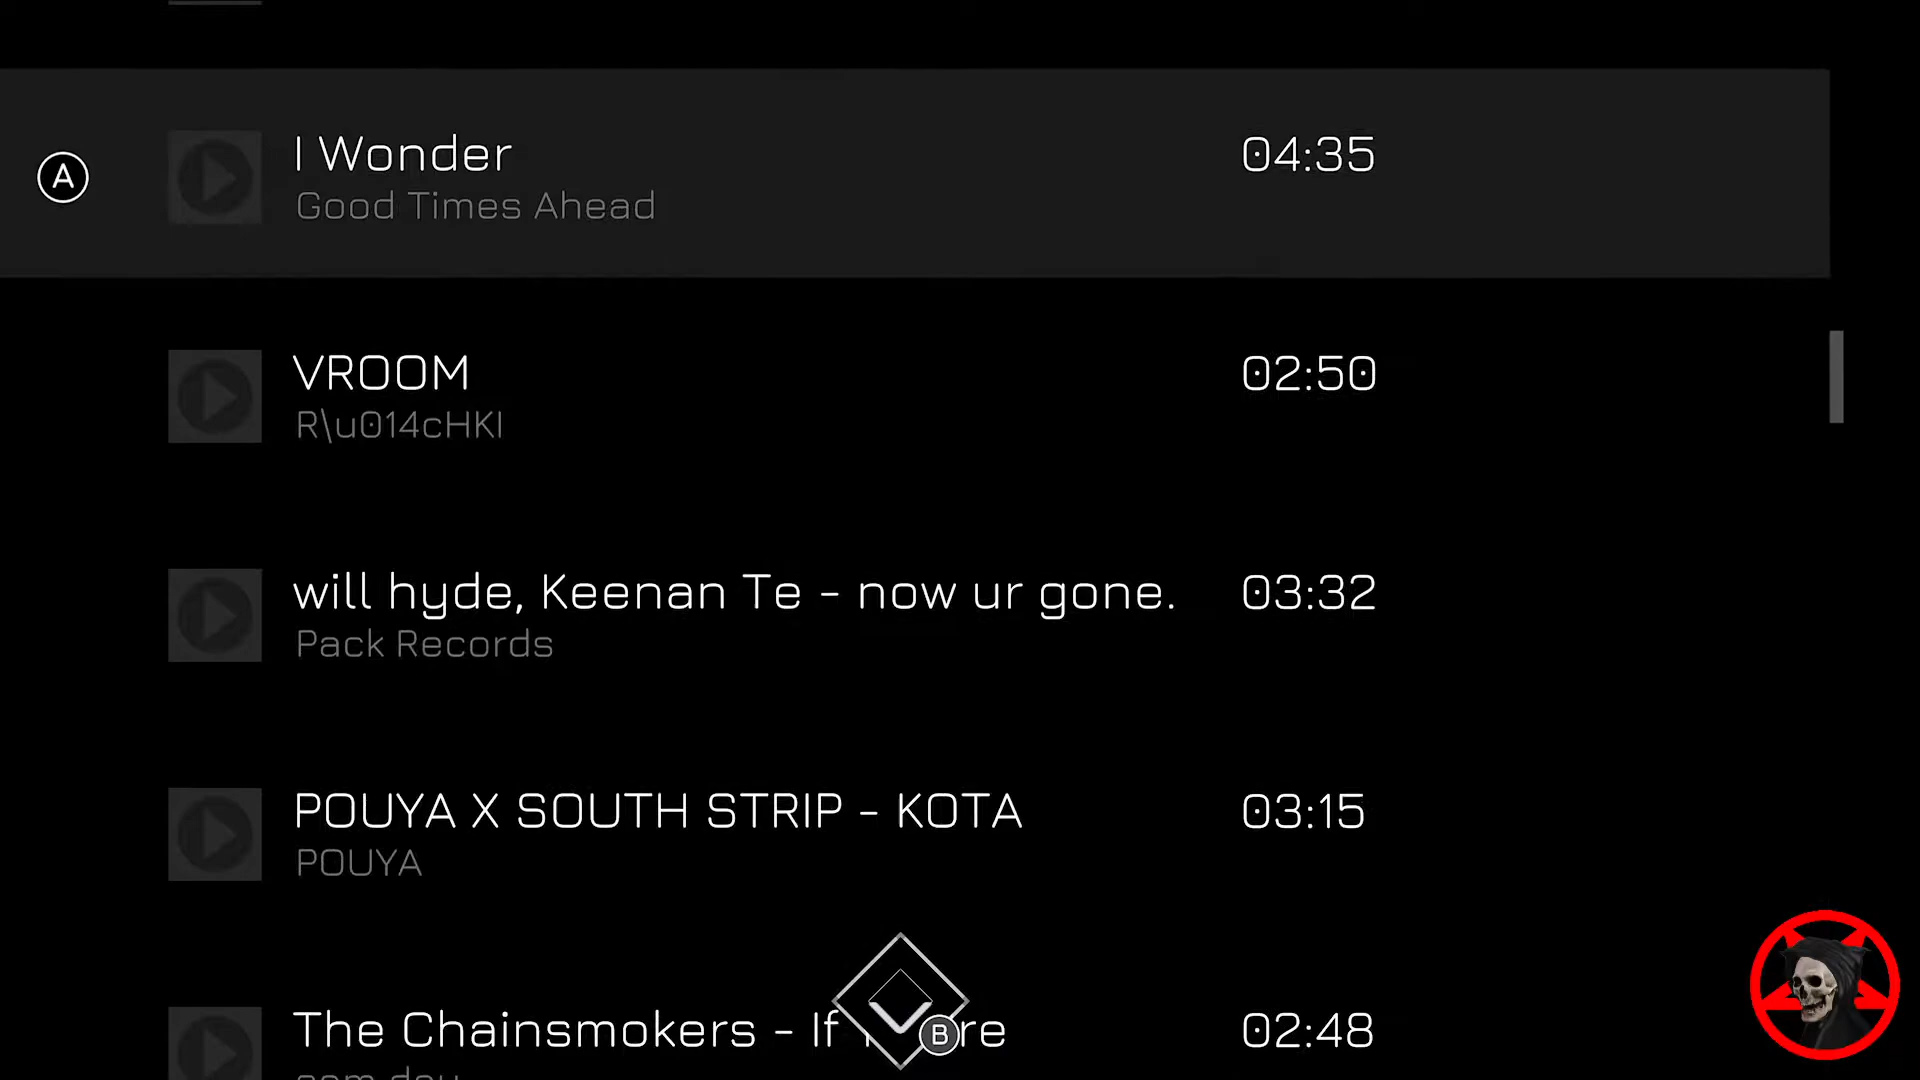 A
I Wonder
04:35
Good Times Ahead
VROOM
02:50
R\u014cHKI
will hyde, Keenan Te - now ur gone.
03:32
Pack Records
POUYA X SOUTH STRIP - KOTA
03:15
POUYA
The Chainsmokers - If
02:48
B